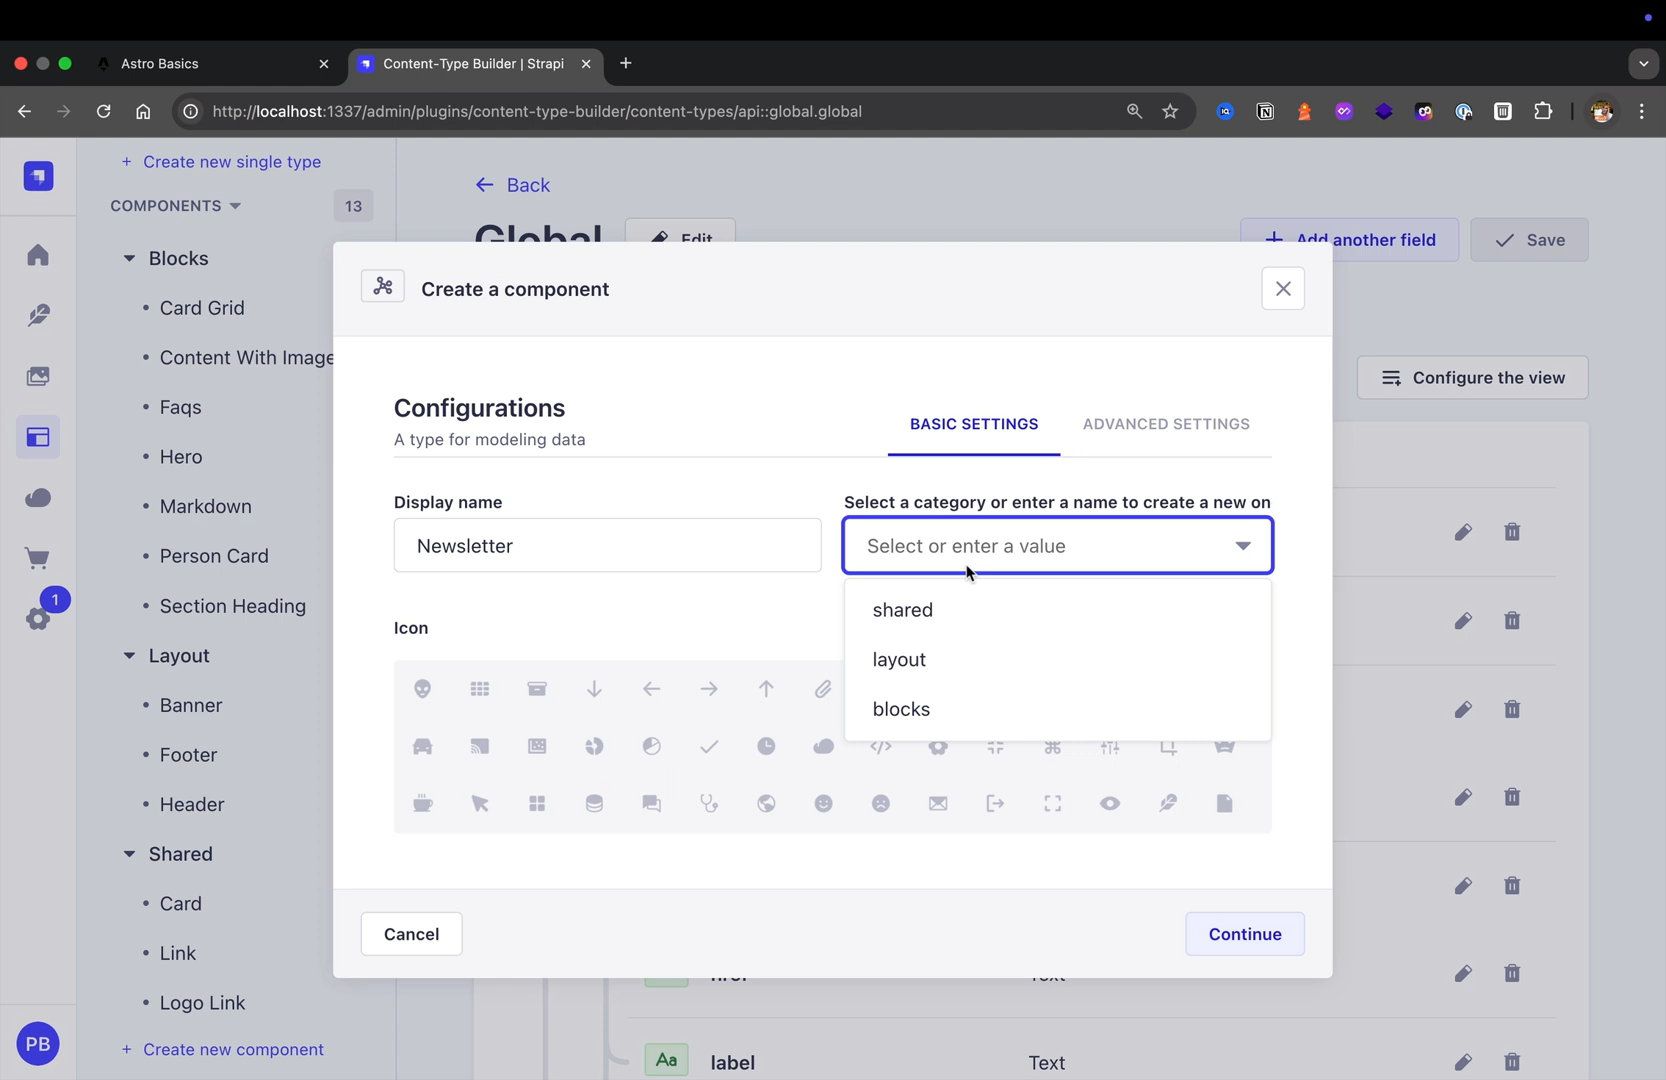 Astro Basics
Content-Type Builder | Strapi
http://localhost:1337/admin/plugins/content-type-builder/content-types/api::global.global
+ Create new single type
COMPONENTS
13
Blocks
Card Grid
Content With Image
Faqs
Hero
Markdown
Person Card
Section Heading
Layout
Banner
Footer
Header
Shared
Card
Link
Logo Link
+ Create new component
1
PB
Back
Global
Edit
Add another field
Save
Configure the view
Create a component
Configurations
A type for modeling data
BASIC SETTINGS
ADVANCED SETTINGS
Display name
Newsletter
Select a category or enter a name to create a new on
Select or enter a value
shared
layout
blocks
Icon
Cancel
Continue
href
Text
Aa
label
Text